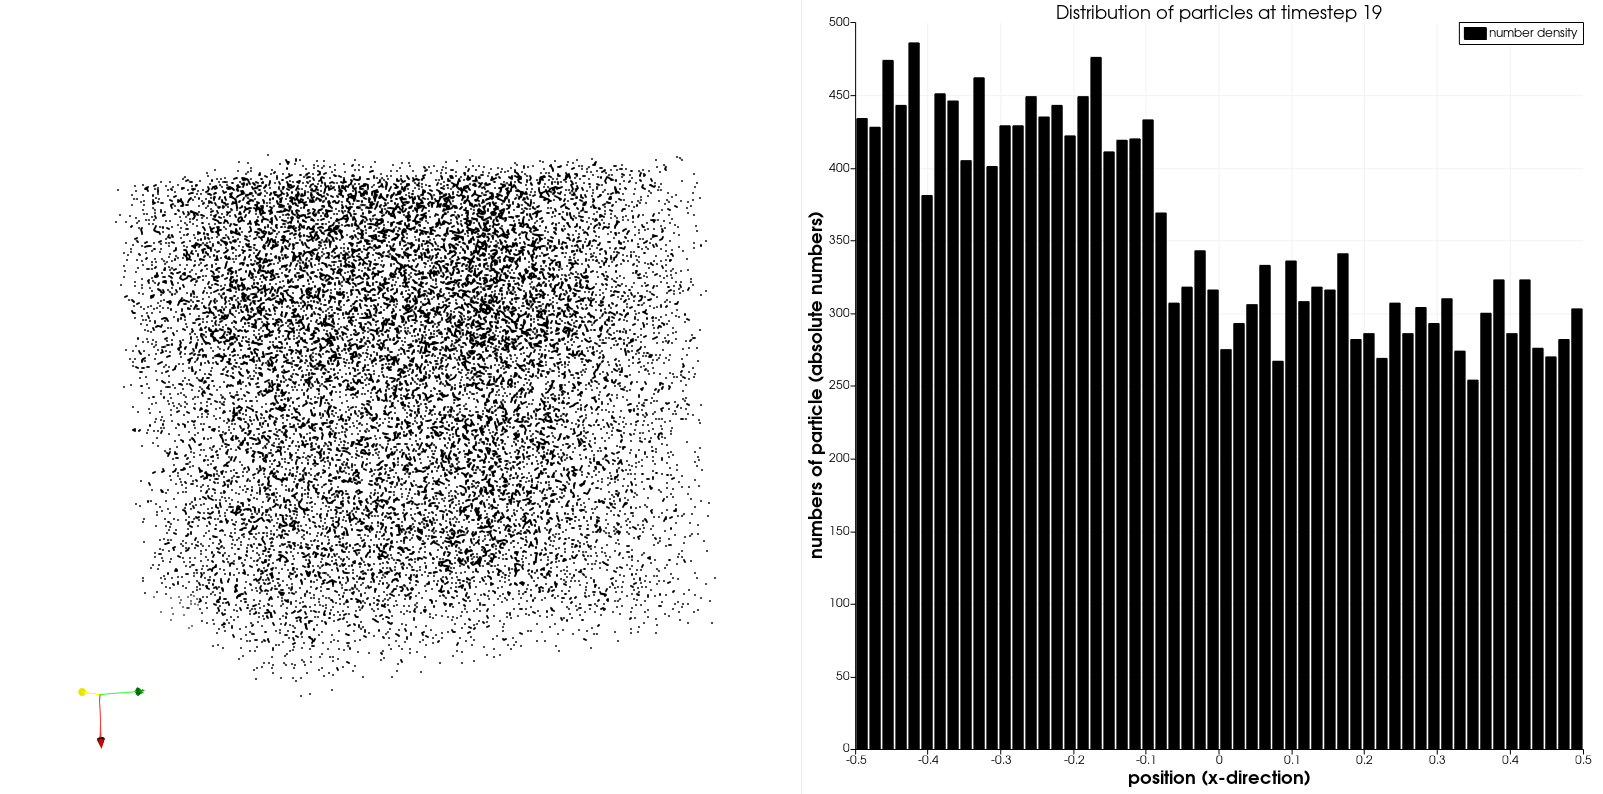 Distribution of particles at timestep 19
number density
500
450
400
350
300
250
200
150
100
50
0
numbers of particle (absolute numbers)
-0.5 -0.4 -0.3 -0.2 -0.1 0 0.1 0.2 0.3 0.4 0.5
position (x-direction)